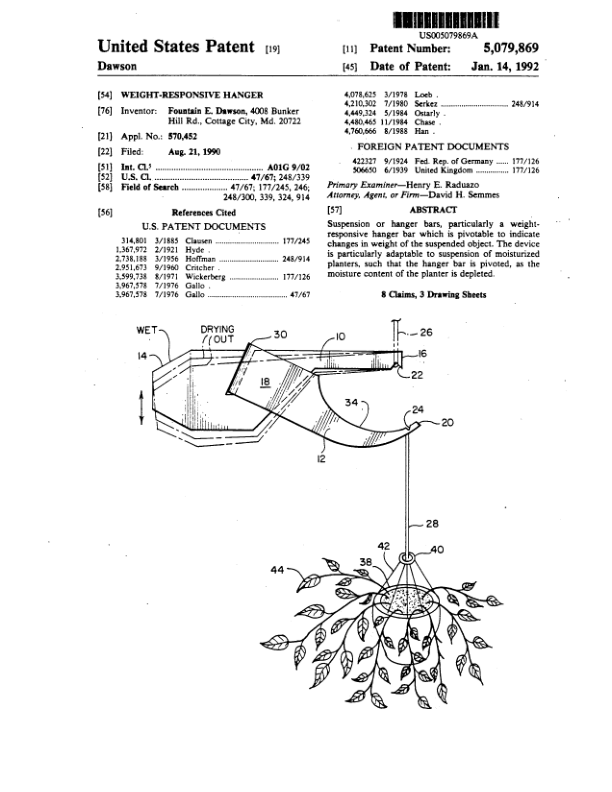 US005079869A
United States Patent [19]
Dawson
[11] Patent Number: 5,079,869
[45] Date of Patent: Jan. 14, 1992
[54] WEIGHT-RESPONSIVE HANGER
[76] Inventor: Fountain E. Dawson, 4008 Bunker
Hill Rd., Cottage City, Md. 20722
[21] Appl. No.: 570,452
[22] Filed: Aug. 21, 1990
[51] Int. Cl.⁵ .......................................... A01G 9/02
[52] U.S. Cl. ........................................ 47/67; 248/339
[58] Field of Search .................. 47/67; 177/245, 246;
248/300, 339, 324, 914
[56] References Cited
U.S. PATENT DOCUMENTS
314,801 3/1885 Clausen ........................... 177/245
1,367,972 2/1921 Hyde .
2,738,188 3/1956 Hoffman ......................... 248/914
2,951,673 9/1960 Critcher .
3,599,738 8/1971 Wickerberg .................... 177/126
3,967,578 7/1976 Gallo .
3,967,578 7/1976 Gallo ................................. 47/67
4,078,625 3/1978 Loeb .
4,210,302 7/1980 Serkez ............................ 248/914
4,449,324 5/1984 Ostarly .
4,480,465 11/1984 Chase .
4,760,666 8/1988 Han .
FOREIGN PATENT DOCUMENTS
422327 9/1924 Fed. Rep. of Germany ...... 177/126
506650 6/1939 United Kingdom ............... 177/126
Primary Examiner—Henry E. Raduazo
Attorney, Agent, or Firm—David H. Semmes
[57] ABSTRACT
Suspension or hanger bars, particularly a weight-
responsive hanger bar which is pivotable to indicate
changes in weight of the suspended object. The device
is particularly adaptable to suspension of moisturized
planters, such that the hanger bar is pivoted, as the
moisture content of the planter is depleted.
8 Claims, 3 Drawing Sheets
WET
DRYING
OUT
30
10
26
14
16
18
22
34
24
20
12
28
42
40
38
44